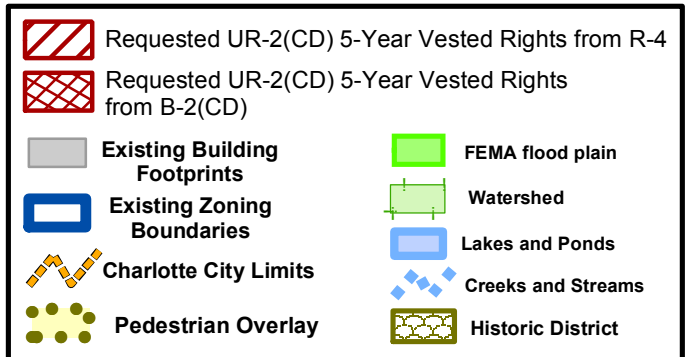 Requested UR-2(CD) 5-Year Vested Rights from R-4
Requested UR-2(CD) 5-Year Vested Rights
from B-2(CD)
Existing Building
Footprints
Existing Zoning
Boundaries
Charlotte City Limits
Pedestrian Overlay
FEMA flood plain
Watershed
Lakes and Ponds
Creeks and Streams
Historic District